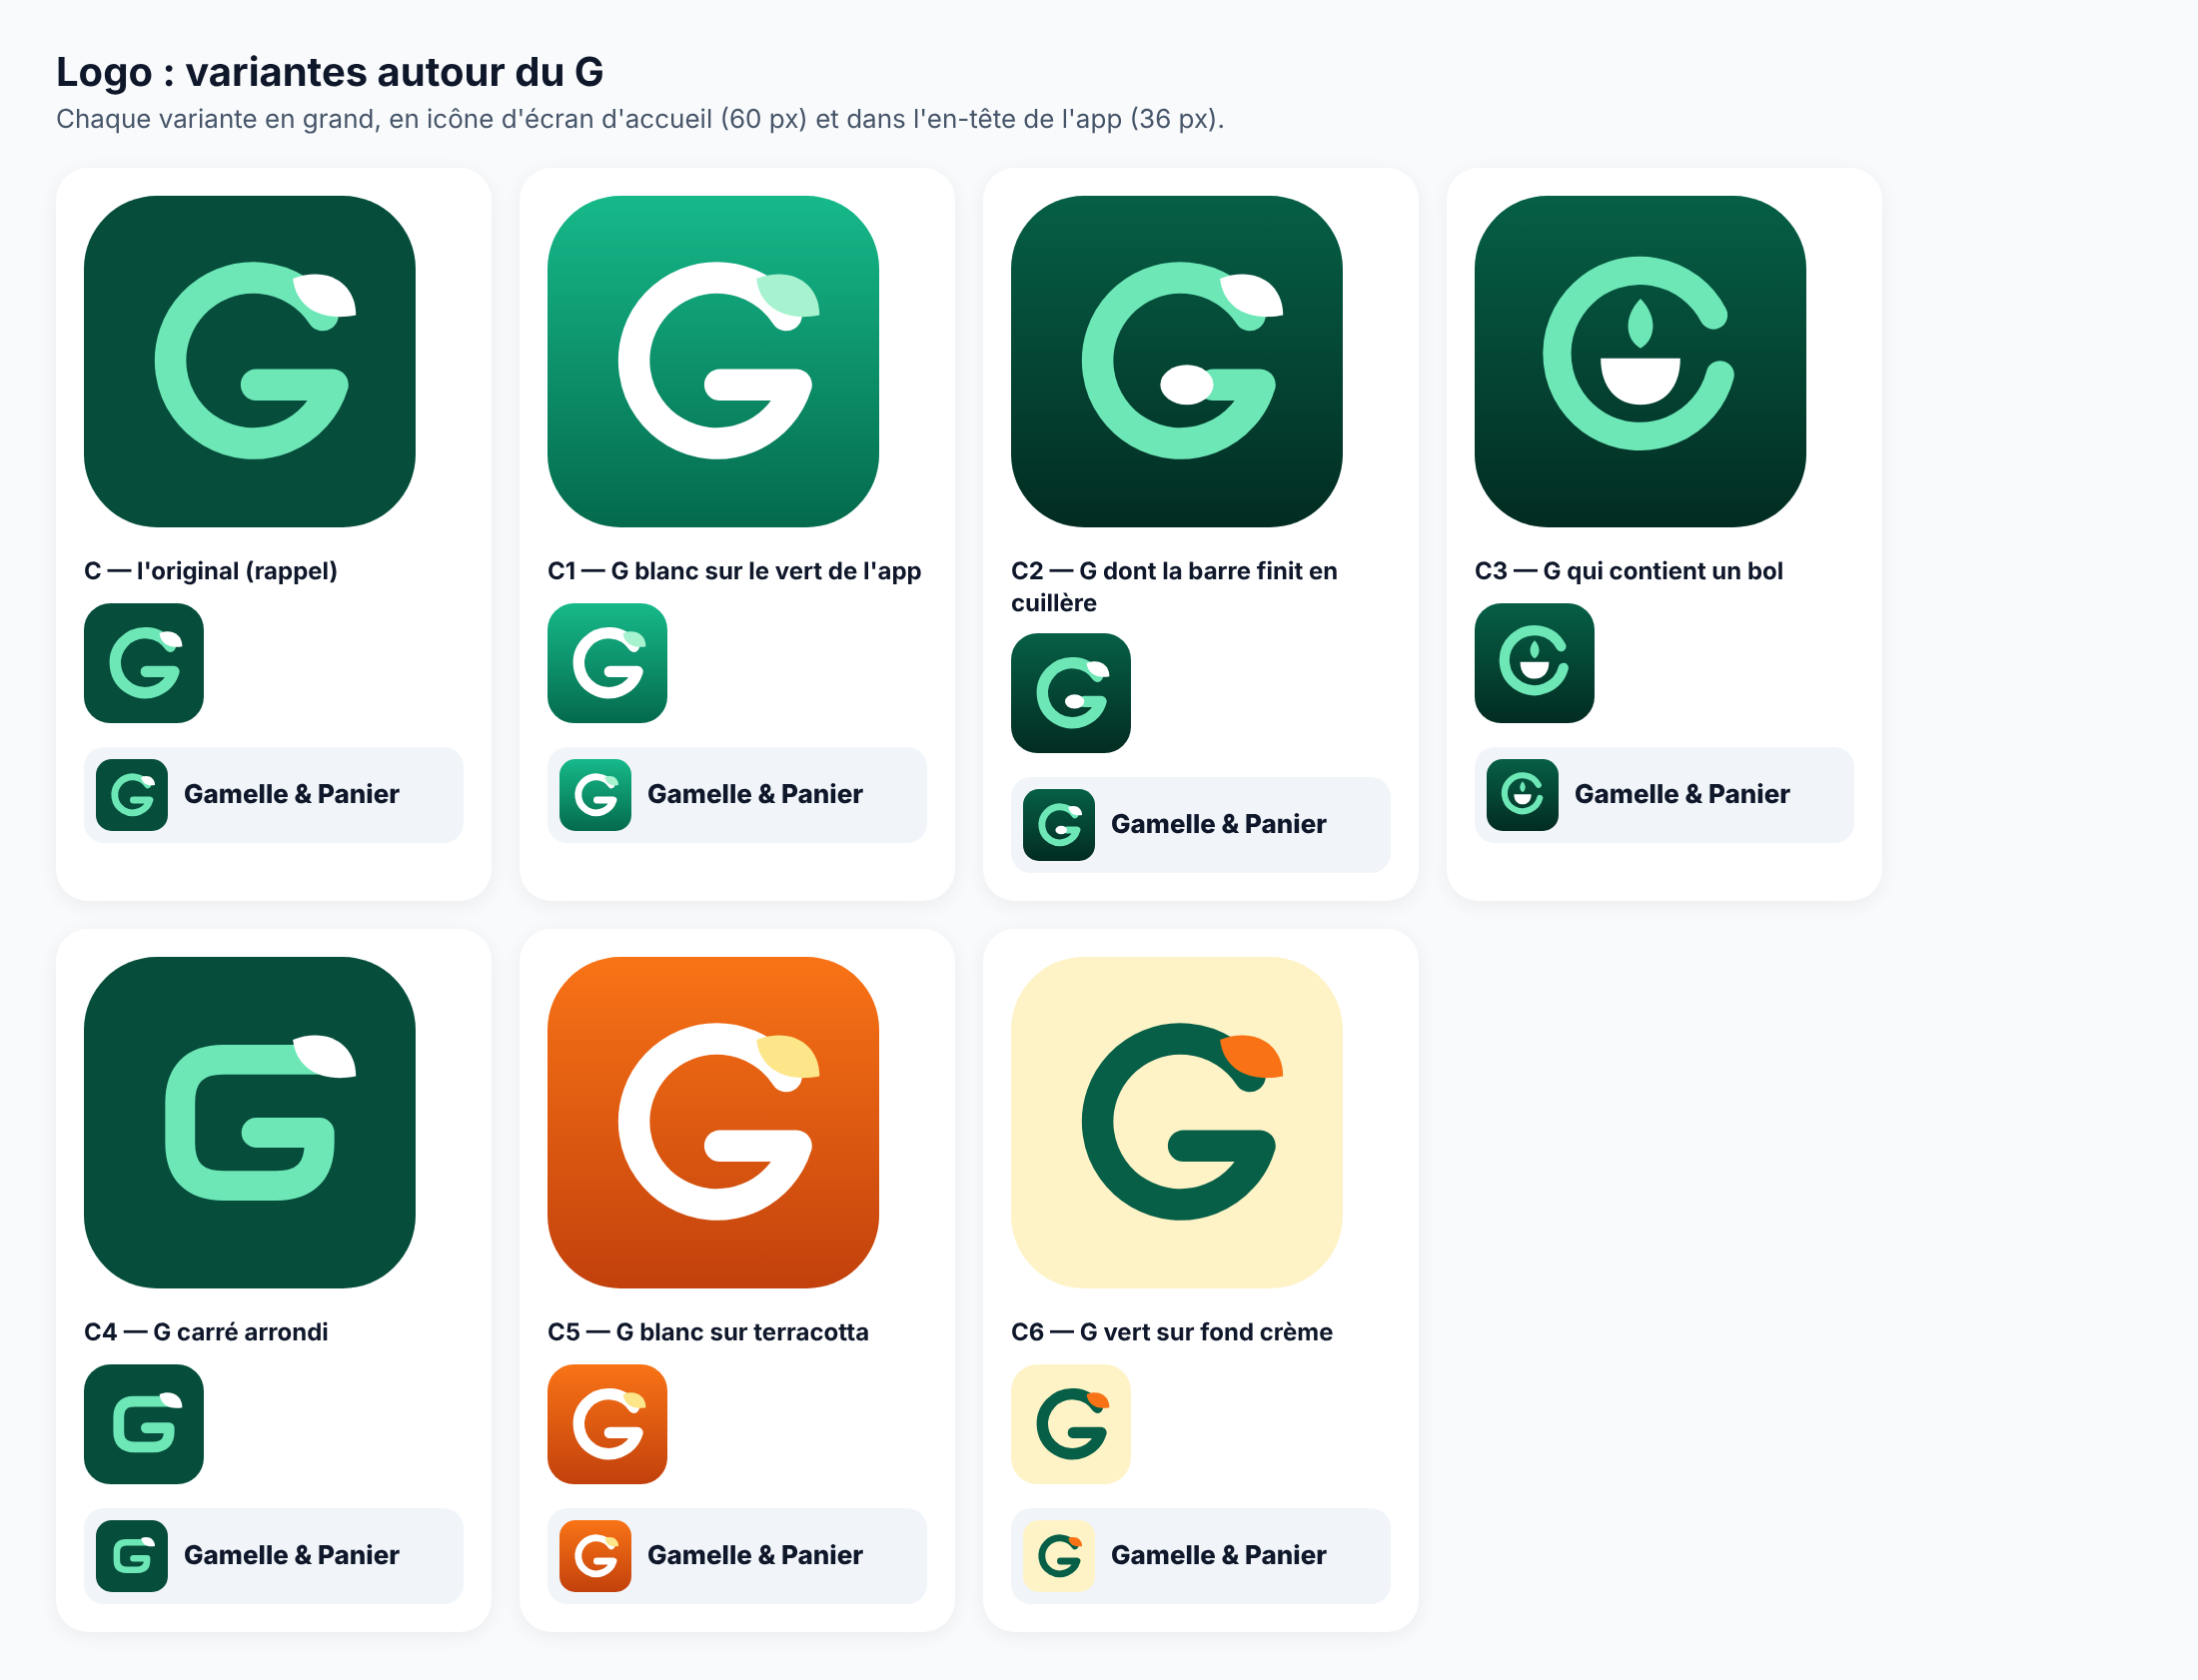 Logo : variantes autour du G
Chaque variante en grand, en icône d'écran d'accueil (60 px) et dans l'en-tête de l'app (36 px).
C — l'original (rappel)
Gamelle & Panier
C1 — G blanc sur le vert de l'app
Gamelle & Panier
C2 — G dont la barre finit en
cuillère
Gamelle & Panier
C3 — G qui contient un bol
Gamelle & Panier
C4 — G carré arrondi
Gamelle & Panier
C5 — G blanc sur terracotta
Gamelle & Panier
C6 — G vert sur fond crème
Gamelle & Panier